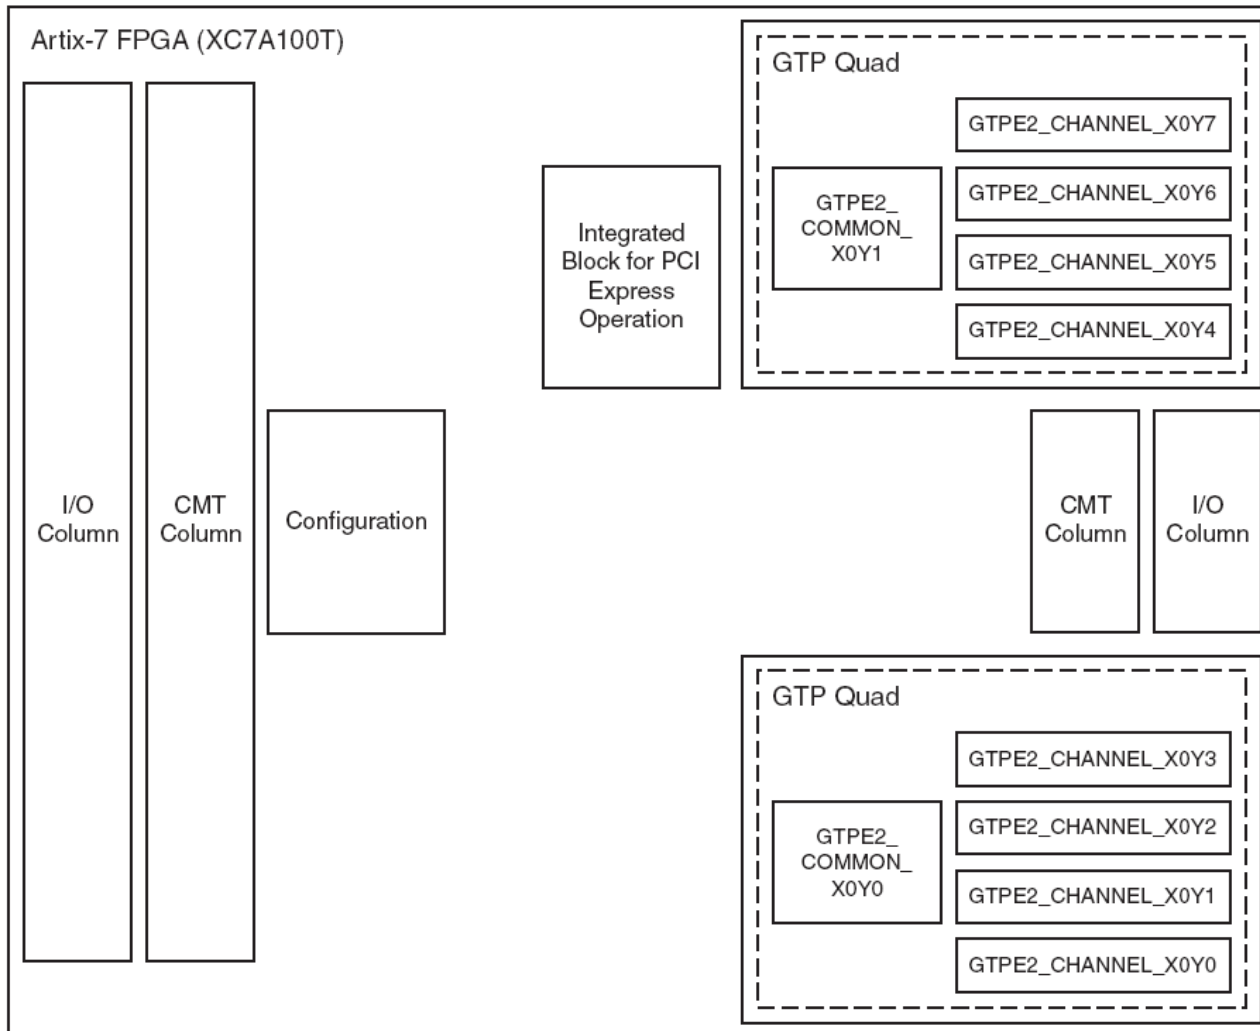 Artix-7 FPGA (XC7A100T)
GTP Quad
GTPE2_CHANNEL_X0Y7
GTPE2_CHANNEL_X0Y6
GTPE2_
COMMON_
X0Y1
GTPE2_CHANNEL_X0Y5
GTPE2_CHANNEL_X0Y4
Integrated
Block for PCI
Express
Operation
I/O
Column
CMT
Column
Configuration
CMT
Column
I/O
Column
GTP Quad
GTPE2_CHANNEL_X0Y3
GTPE2_CHANNEL_X0Y2
GTPE2_
COMMON_
X0Y0
GTPE2_CHANNEL_X0Y1
GTPE2_CHANNEL_X0Y0